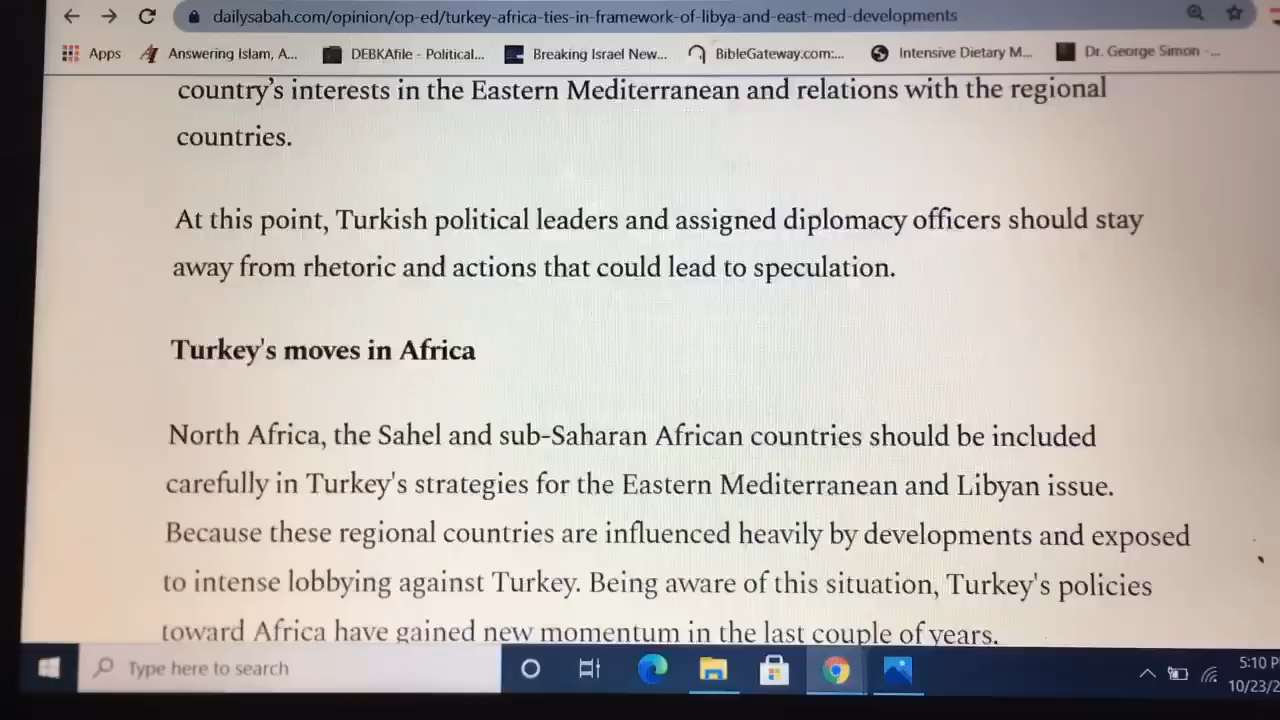 dailysabah.com/opinion/op-ed/turkey-africa-ties-in-framework-of-libya-and-east-med-developments
Apps Answering Islam, A... DEBKAfile - Political... Breaking Israel New... BibleGateway.com:... Intensive Dietary M... Dr. George Simon -...
country's interests in the Eastern Mediterranean and relations with the regional
countries.
At this point, Turkish political leaders and assigned diplomacy officers should stay
away from rhetoric and actions that could lead to speculation.
Turkey's moves in Africa
North Africa, the Sahel and sub-Saharan African countries should be included
carefully in Turkey's strategies for the Eastern Mediterranean and Libyan issue.
Because these regional countries are influenced heavily by developments and exposed
to intense lobbying against Turkey. Being aware of this situation, Turkey's policies
toward Africa have gained new momentum in the last couple of years.
Type here to search
5:10 P
10/23/2